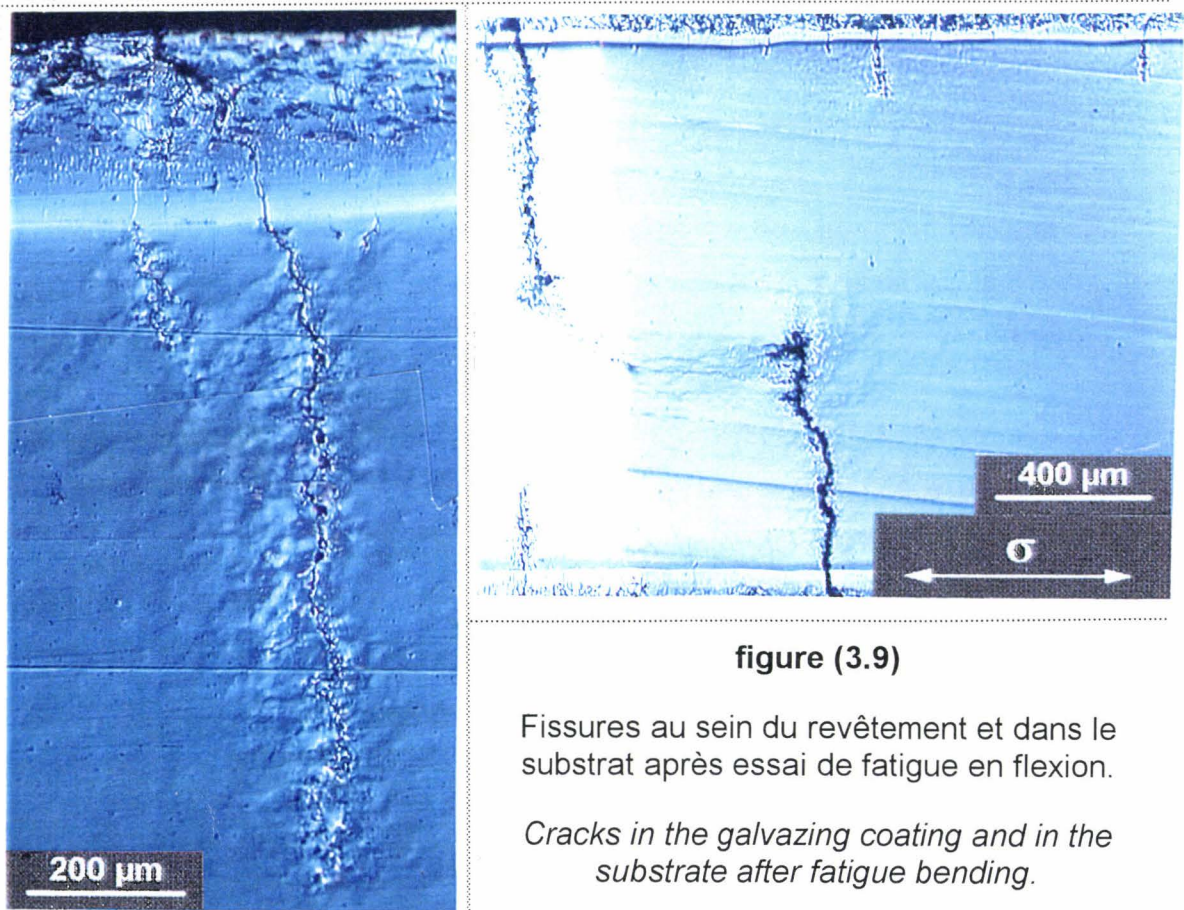 200 µm
400 µm
σ
figure (3.9)
Fissures au sein du revêtement et dans le
substrat après essai de fatigue en flexion.
Cracks in the galvazing coating and in the
substrate after fatigue bending.